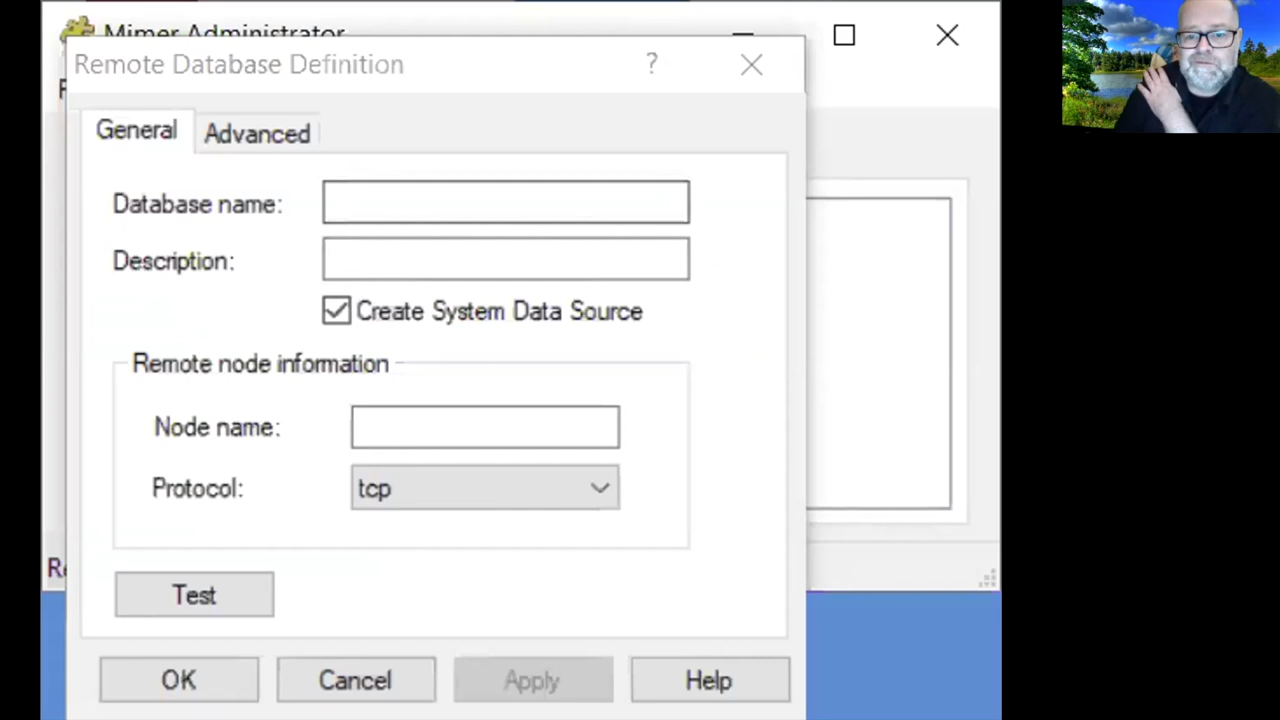 Mimer Administrator
Remote Database Definition
?
General
Advanced
Database name:
Description:
Create System Data Source
Remote node information
Node name:
Protocol:
tcp
Test
OK
Cancel
Apply
Help